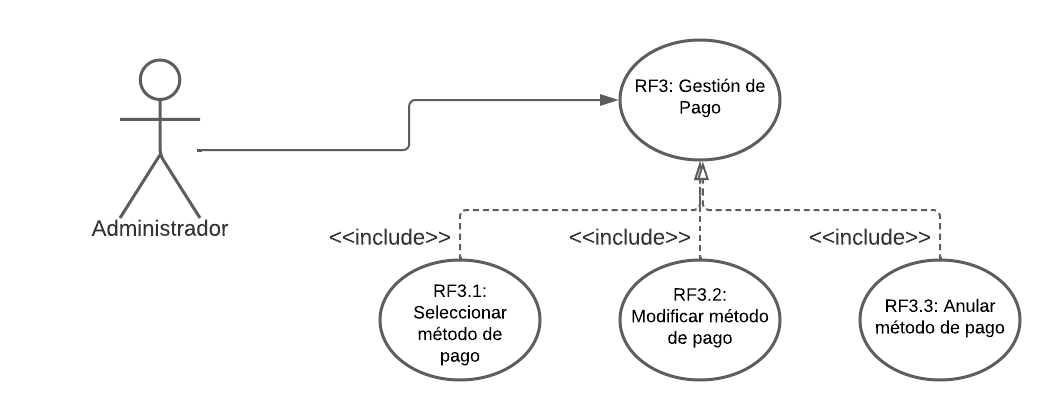 RF3: Gestión de
Pago
Administrador
<<include>>
<<include>>
<<include>>
RF3.1:
Seleccionar
método de
pago
RF3.2:
Modificar método
de pago
RF3.3: Anular
método de pago